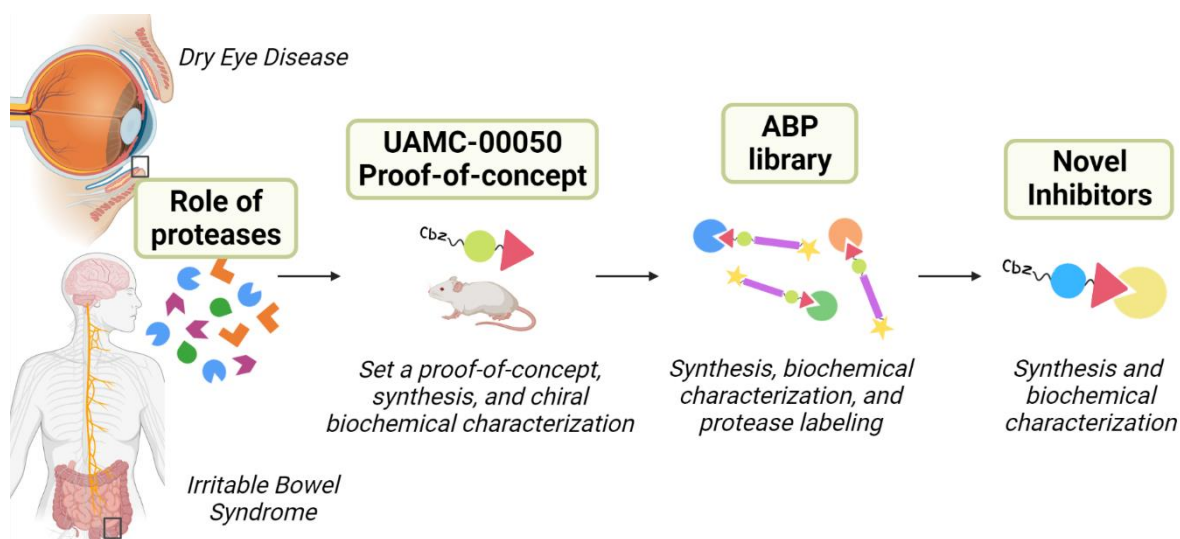 Dry Eye Disease
Role of
proteases
Irritable Bowel
Syndrome
UAMC-00050
Proof-of-concept
Cbz
Set a proof-of-concept,
synthesis, and chiral
biochemical characterization
ABP
library
Synthesis, biochemical
characterization, and
protease labeling
Novel
Inhibitors
Cbz
Synthesis and
biochemical
characterization